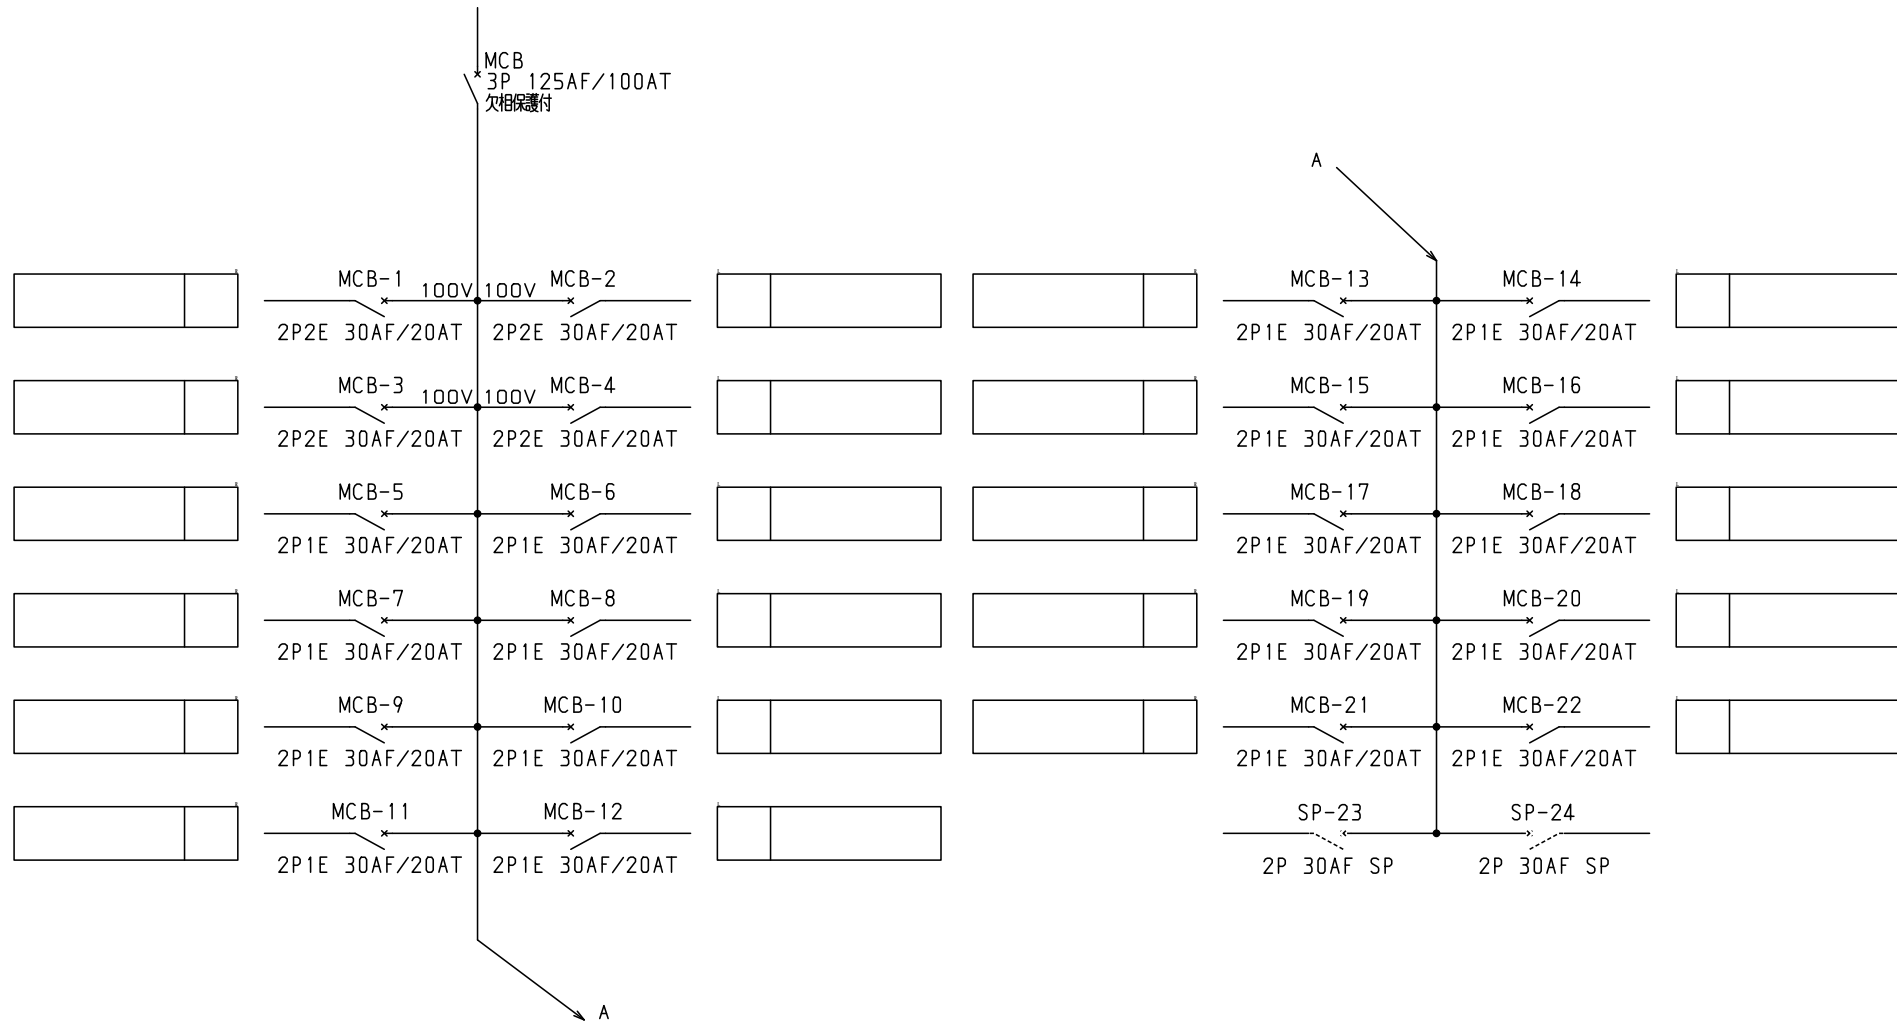 MCB
3P 125AF/100AT
欠相保護付
A
MCB-1 100V 100V MCB-2
2P2E 30AF/20AT 2P2E 30AF/20AT
MCB-3 100V 100V MCB-4
2P2E 30AF/20AT 2P2E 30AF/20AT
MCB-5 MCB-6
2P1E 30AF/20AT 2P1E 30AF/20AT
MCB-7 MCB-8
2P1E 30AF/20AT 2P1E 30AF/20AT
MCB-9 MCB-10
2P1E 30AF/20AT 2P1E 30AF/20AT
MCB-11 MCB-12
2P1E 30AF/20AT 2P1E 30AF/20AT
A
MCB-13 MCB-14
2P1E 30AF/20AT 2P1E 30AF/20AT
MCB-15 MCB-16
2P1E 30AF/20AT 2P1E 30AF/20AT
MCB-17 MCB-18
2P1E 30AF/20AT 2P1E 30AF/20AT
MCB-19 MCB-20
2P1E 30AF/20AT 2P1E 30AF/20AT
MCB-21 MCB-22
2P1E 30AF/20AT 2P1E 30AF/20AT
SP-23 SP-24
2P 30AF SP 2P 30AF SP